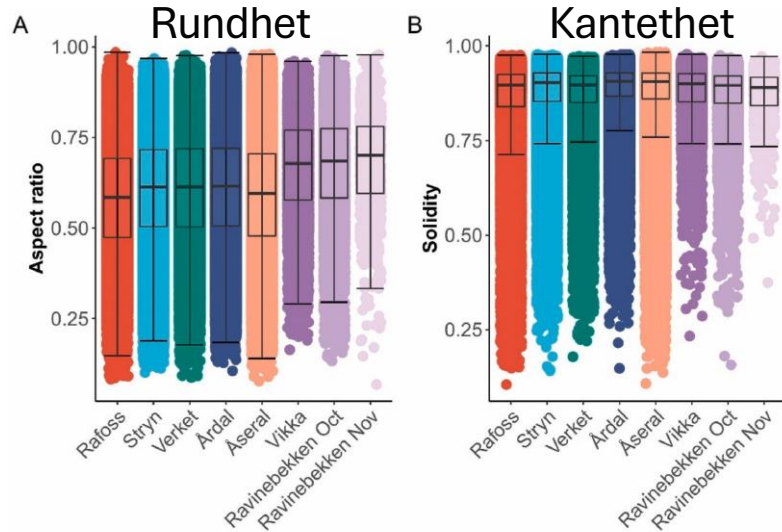 A Rundhet
B Kantethet
Aspect ratio
1.00
0.75
0.50
0.25
Rafoss
Stryn
Verket
Årdal
Åseral
Vikka
Ravinebekken Oct
Ravinebekken Nov
Solidity
1.00
0.75
0.50
0.25
Rafoss
Stryn
Verket
Årdal
Åseral
Vikka
Ravinebekken Oct
Ravinebekken Nov